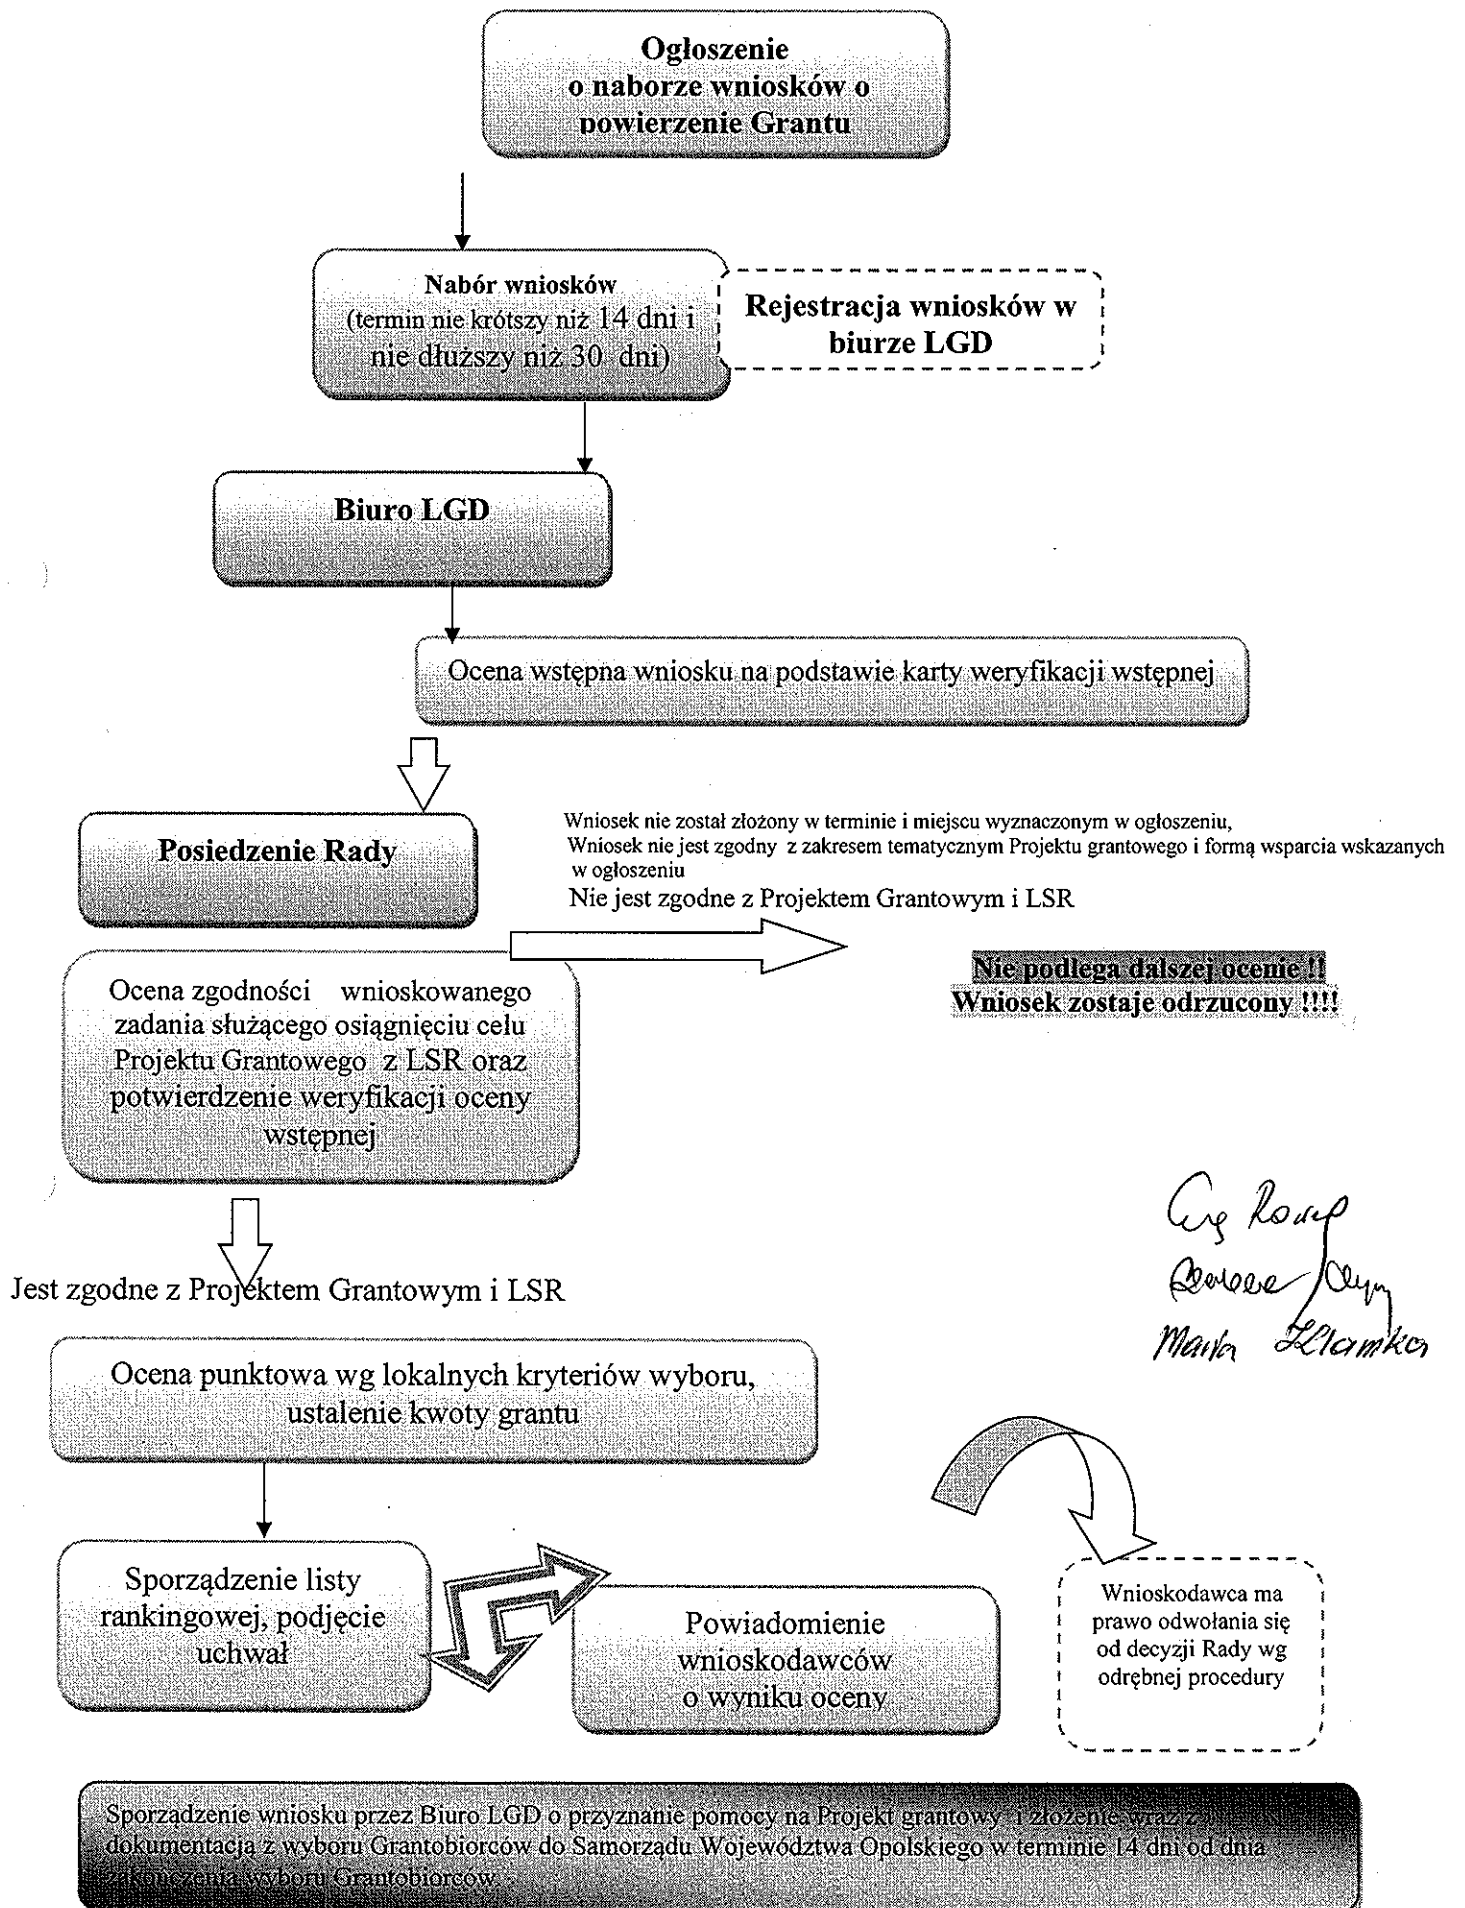 Ogłoszenie
o naborze wniosków o
powierzenie Grantu
Nabór wniosków
(termin nie krótszy niż 14 dni i
nie dłuższy niż 30 dni)
Rejestracja wniosków w
biurze LGD
Biuro LGD
Ocena wstępna wniosku na podstawie karty weryfikacji wstępnej
Posiedzenie Rady
Wniosek nie został złożony w terminie i miejscu wyznaczonym w ogłoszeniu,
Wniosek nie jest zgodny z zakresem tematycznym Projektu grantowego i formą wsparcia wskazanych
w ogłoszeniu
Nie jest zgodne z Projektem Grantowym i LSR
Nie podlega dalszej ocenie !!
Wniosek zostaje odrzucony !!!!
Ocena zgodności wnioskowanego
zadania służącego osiągnięciu celu
Projektu Grantowego z LSR oraz
potwierdzenie weryfikacji oceny
wstępnej
Jest zgodne z Projektem Grantowym i LSR
Ocena punktowa wg lokalnych kryteriów wyboru,
ustalenie kwoty grantu
Sporządzenie listy
rankingowej, podjęcie
uchwał
Powiadomienie
wnioskodawców
o wyniku oceny
Wnioskodawca ma
prawo odwołania się
od decyzji Rady wg
odrębnej procedury
Sporządzenie wniosku przez Biuro LGD o przyznanie pomocy na Projekt grantowy i złożenie wraz z
dokumentacją z wyboru Grantobiorców do Samorządu Województwa Opolskiego w terminie 14 dni od dnia
zakończenia wyboru Grantobiorców.